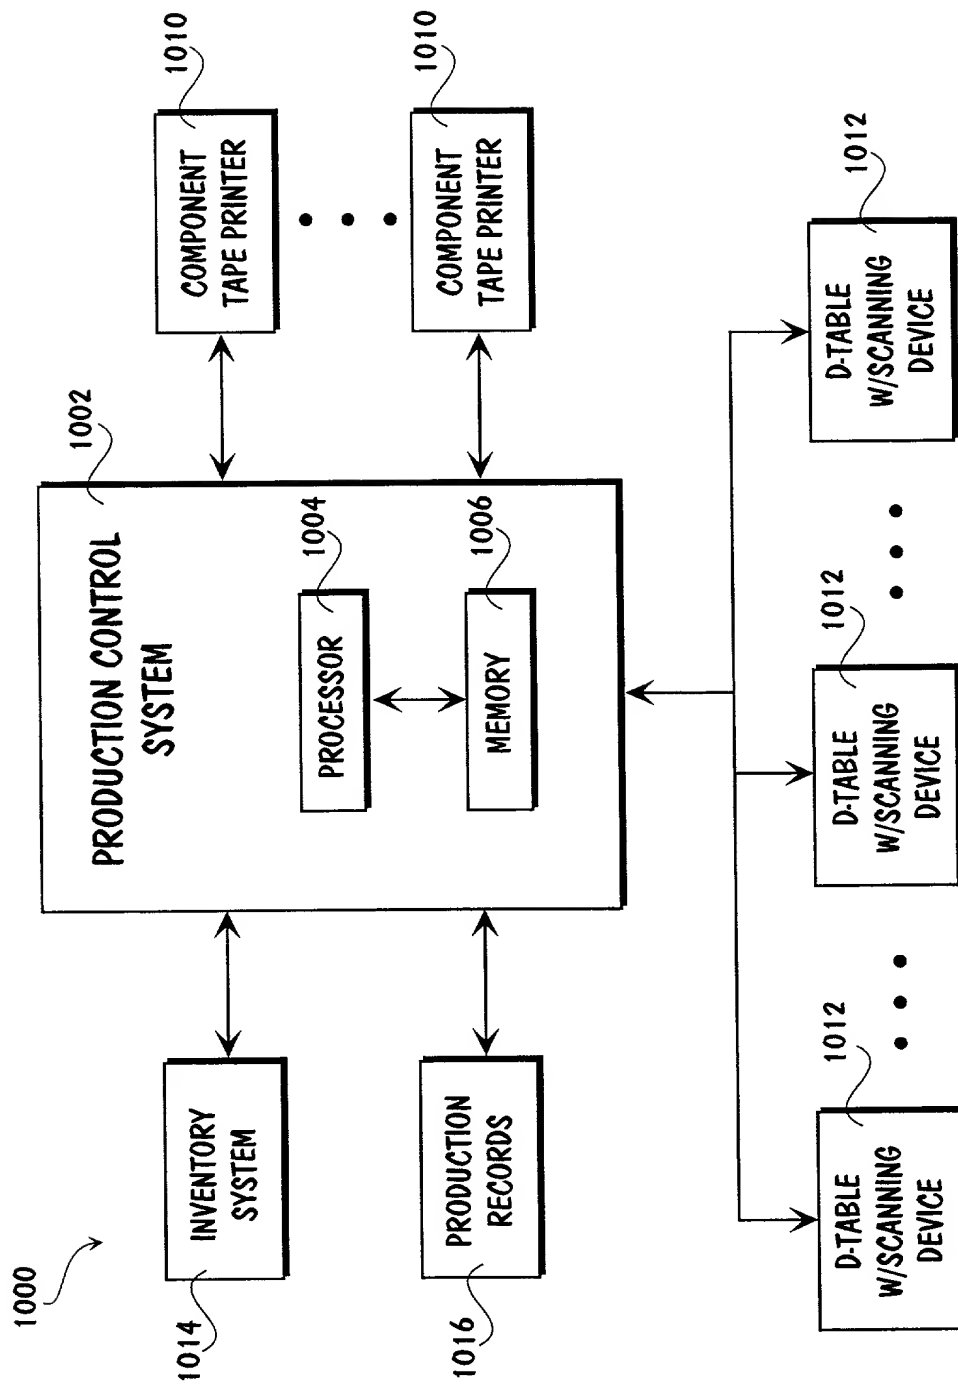 1000
1014
INVENTORY
SYSTEM
1016
PRODUCTION
RECORDS
1002
PRODUCTION CONTROL
SYSTEM
1004
PROCESSOR
1006
MEMORY
1010
COMPONENT
TAPE PRINTER
1010
COMPONENT
TAPE PRINTER
1012
D-TABLE
W/SCANNING
DEVICE
1012
D-TABLE
W/SCANNING
DEVICE
1012
D-TABLE
W/SCANNING
DEVICE